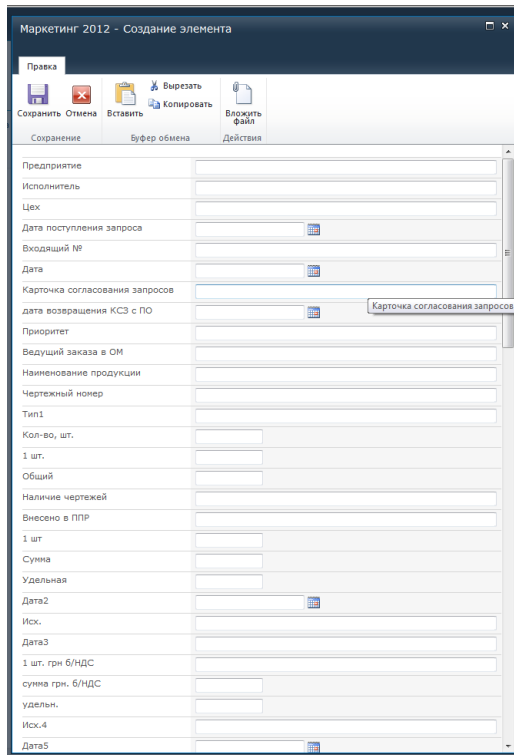 Маркетинг 2012 - Создание элемента
Правка
Сохранить Отмена Вставить Вырезать Копировать Вложить файл
Сохранение Буфер обмена Действия
Предприятие
Исполнитель
Цех
Дата поступления запроса
Входящий №
Дата
Карточка согласования запросов
Карточка согласования запросов
дата возвращения КСЗ с ПО
Приоритет
Ведущий заказа в ОМ
Наименование продукции
Чертежный номер
Тип1
Кол-во, шт.
1 шт.
Общий
Наличие чертежей
Внесено в ППР
1 шт
Сумма
Удельная
Дата2
Исх.
Дата3
1 шт. грн б/НДС
сумма грн. б/НДС
удельн.
Исх.4
Дата5